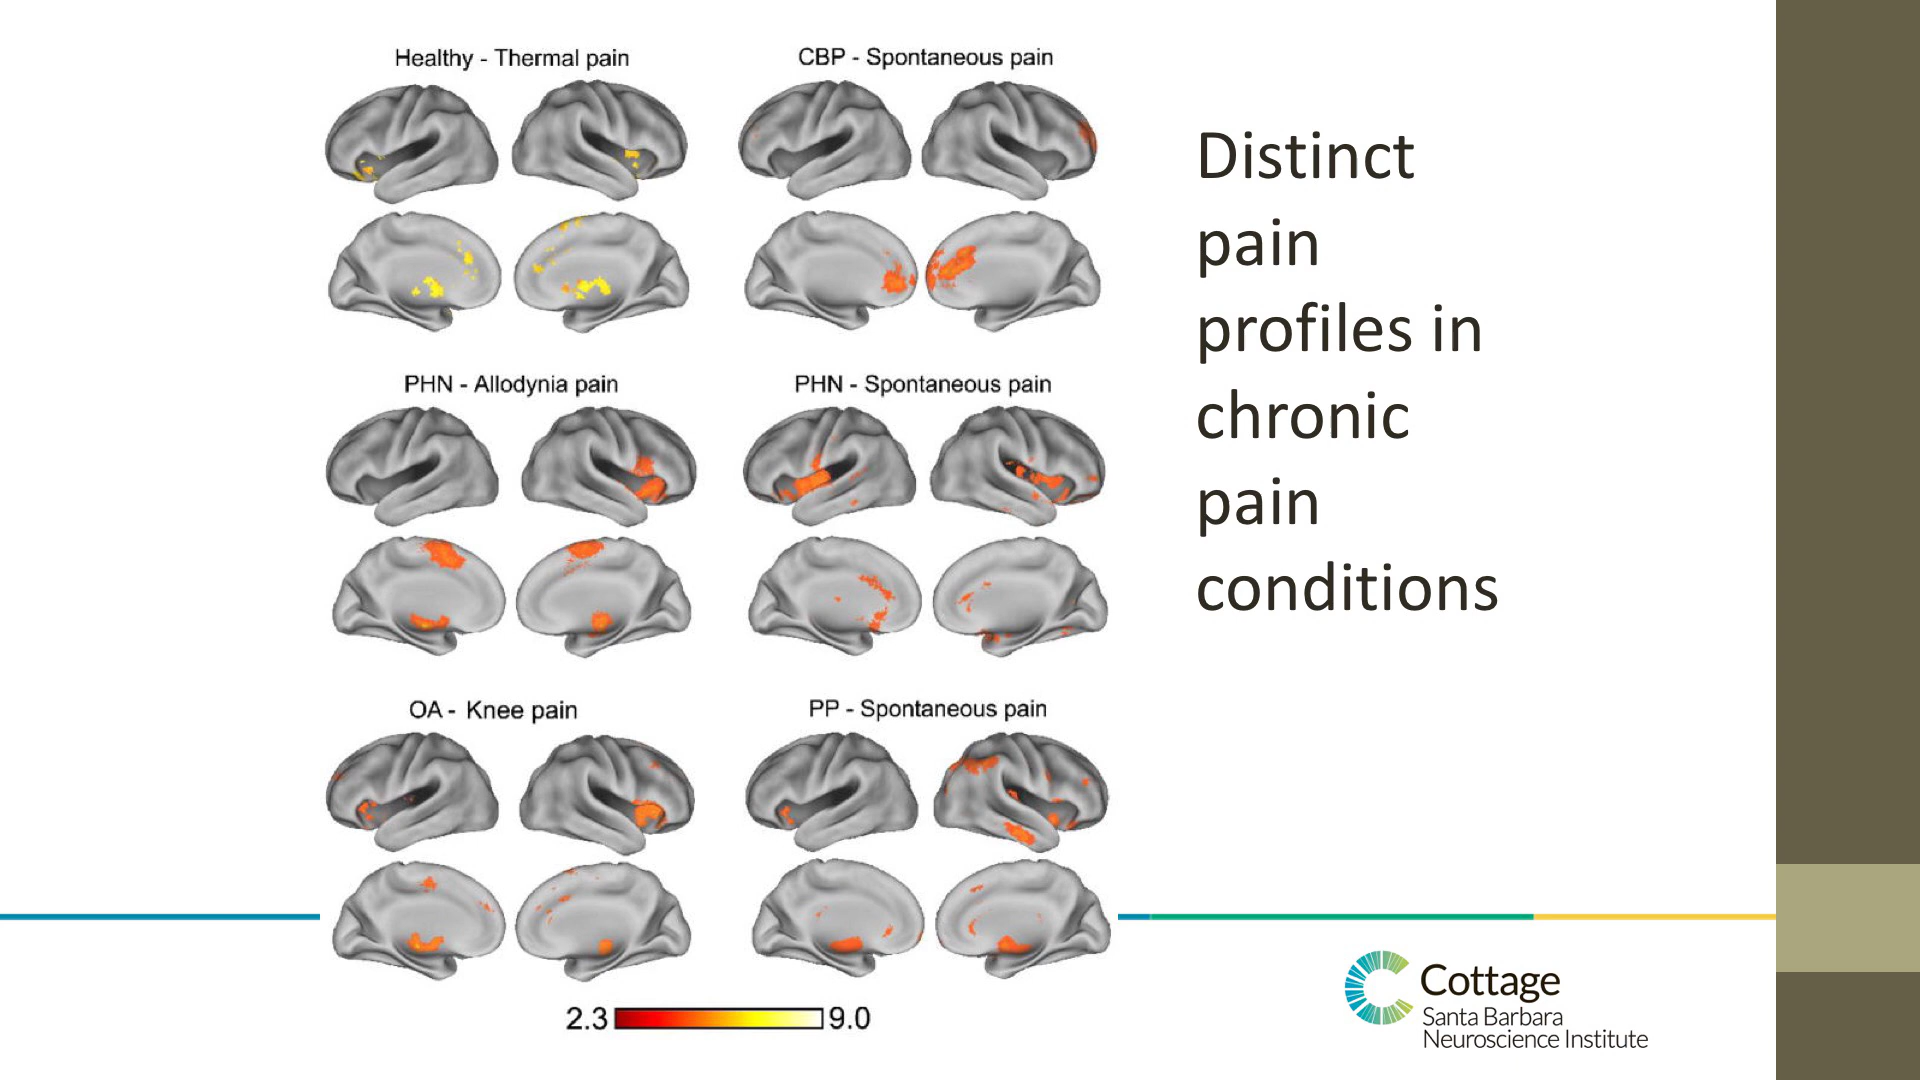 Healthy - Thermal pain
CBP - Spontaneous pain
PHN - Allodynia pain
PHN - Spontaneous pain
OA - Knee pain
PP - Spontaneous pain
2.3
9.0
Distinct
pain
profiles in
chronic
pain
conditions
Cottage
Santa Barbara
Neuroscience Institute